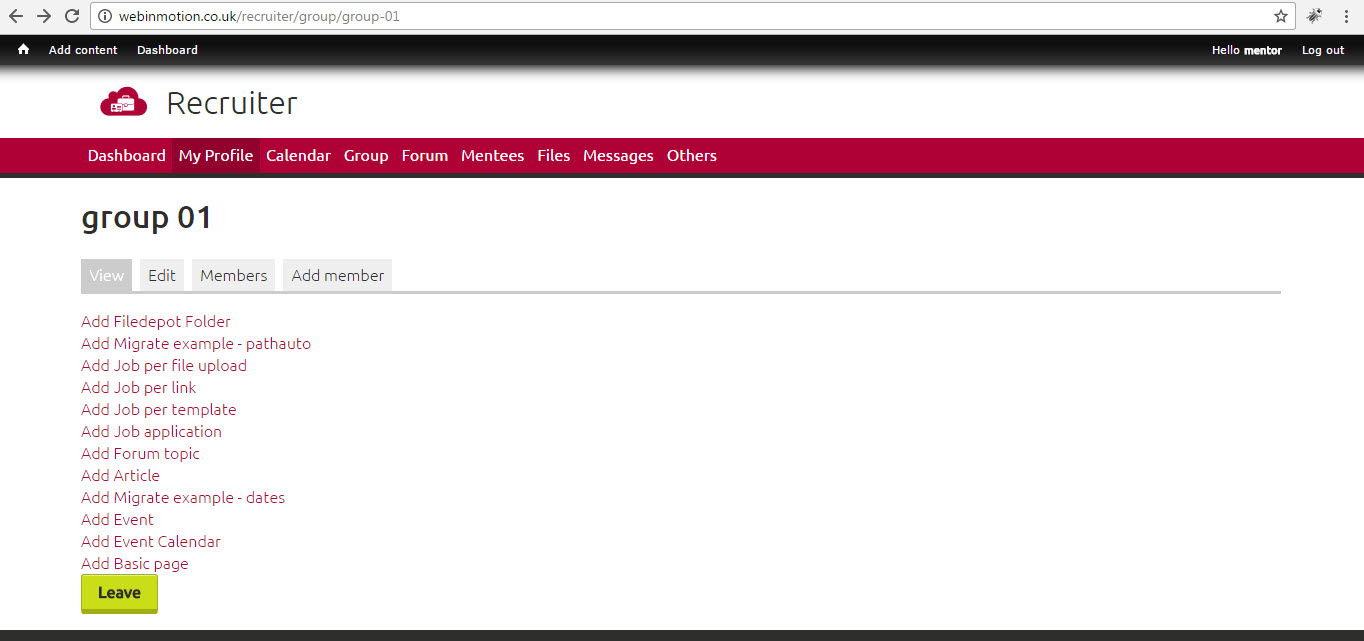 webinmotion.co.uk/recruiter/group/group-01
Add content Dashboard Hello mentor Log out
Recruiter
Dashboard My Profile Calendar Group Forum Mentees Files Messages Others
group 01
View Edit Members Add member
Add Filedepot Folder
Add Migrate example - pathauto
Add Job per file upload
Add Job per link
Add Job per template
Add Job application
Add Forum topic
Add Article
Add Migrate example - dates
Add Event
Add Event Calendar
Add Basic page
Leave